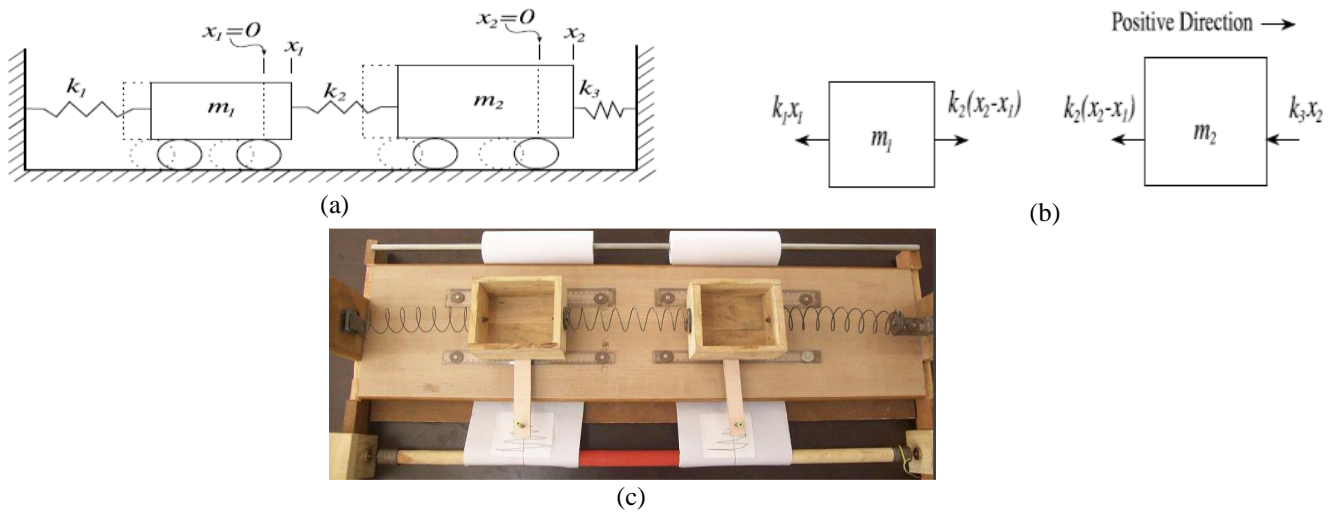 x₁=0
x₁
x₂=0
x₂
k₁
m₁
k₂
m₂
k₃
(a)
Positive Direction
k₁x₁
k₂(x₂-x₁)
m₁
k₂(x₂-x₁)
m₂
k₃x₂
(b)
(c)